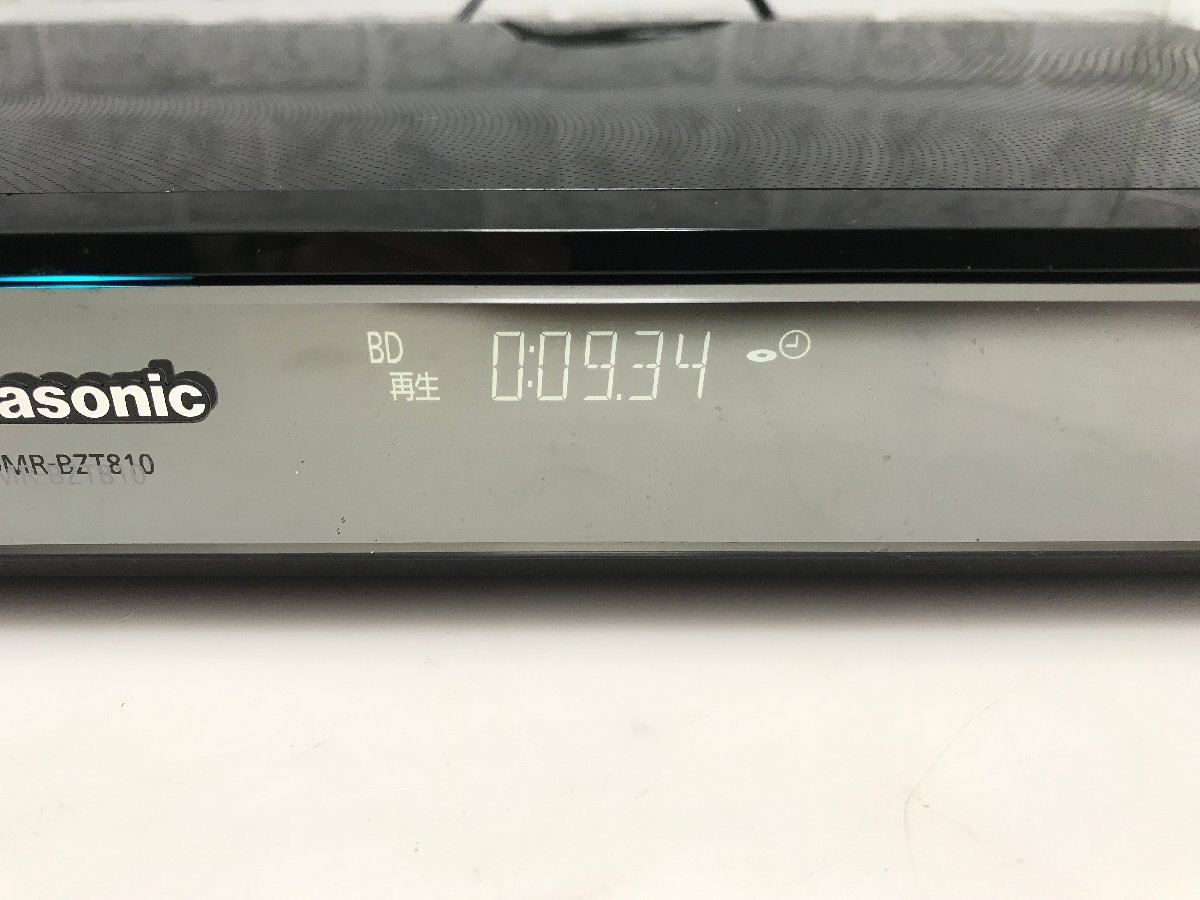 BD
再生
0:09.34
asonic
MR-BZT810